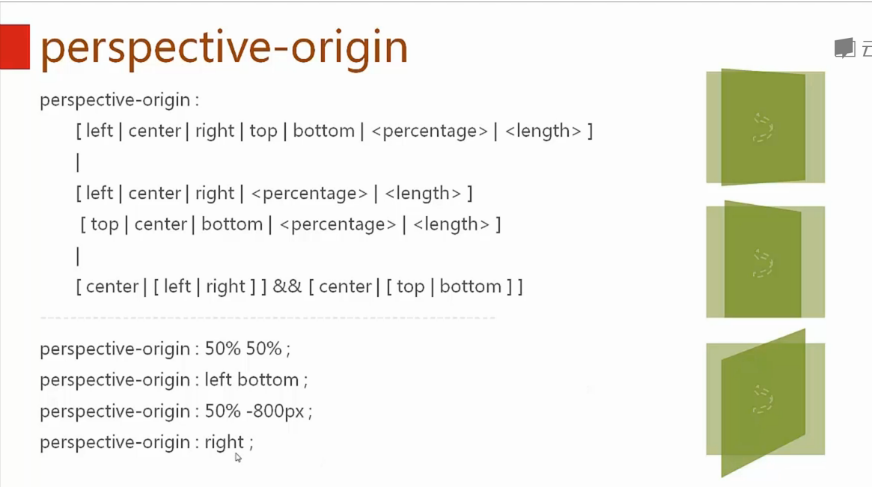 perspective-origin
云
perspective-origin :
[ left | center | right | top | bottom | <percentage> | <length> ]
|
[ left | center | right | <percentage> | <length> ]
[ top | center | bottom | <percentage> | <length> ]
|
[ center | [ left | right ] ] && [ center | [ top | bottom ] ]
perspective-origin : 50% 50% ;
perspective-origin : left bottom ;
perspective-origin : 50% -800px ;
perspective-origin : right ;